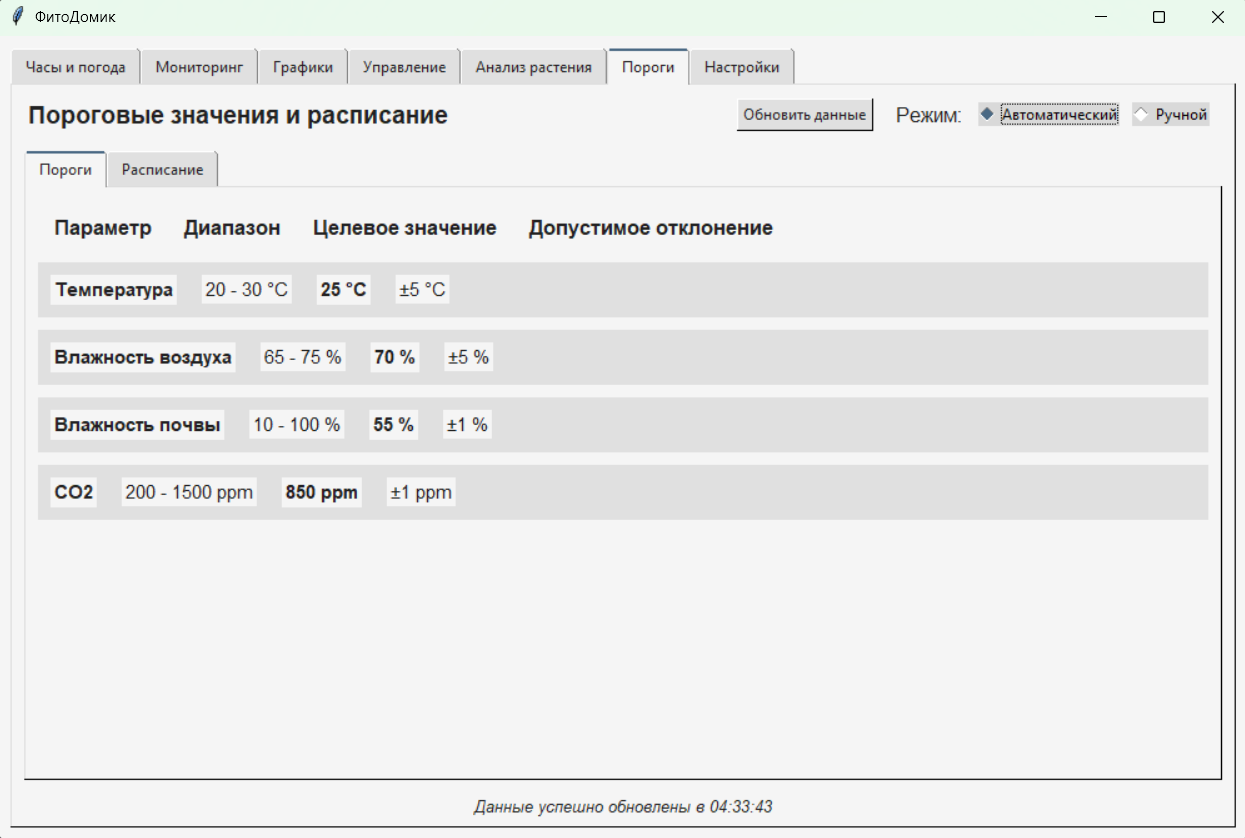 ФитоДомик
Часы и погода Мониторинг Графики Управление Анализ растения Пороги Настройки
Пороговые значения и расписание Обновить данные Режим: Автоматический Ручной
Пороги Расписание
Параметр Диапазон Целевое значение Допустимое отклонение
Температура 20 - 30 °C 25 °C ±5 °C
Влажность воздуха 65 - 75 % 70 % ±5 %
Влажность почвы 10 - 100 % 55 % ±1 %
CO2 200 - 1500 ppm 850 ppm ±1 ppm
Данные успешно обновлены в 04:33:43